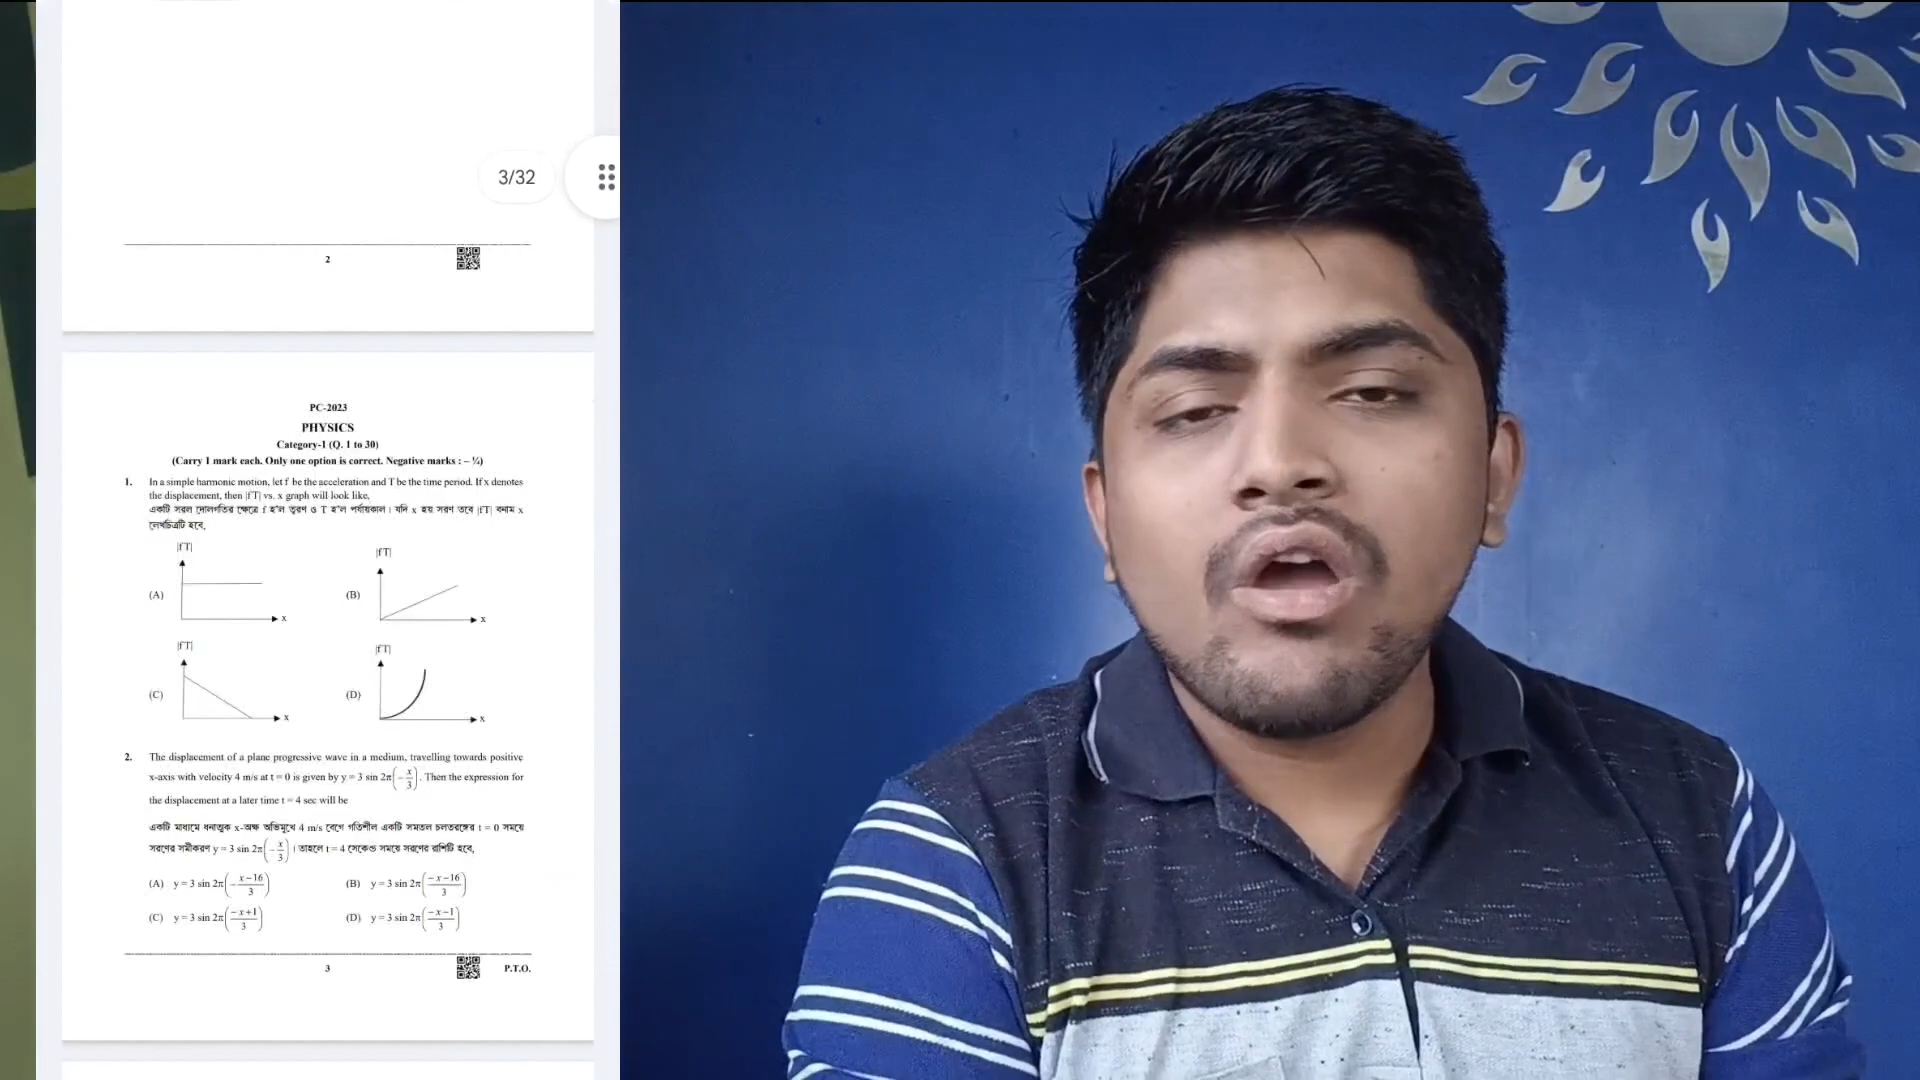 3/32
2
PC-2023
PHYSICS
Category-1 (Q. 1 to 30)
(Carry 1 mark each. Only one option is correct. Negative marks : – ¼)
1. In a simple harmonic motion, let f be the acceleration and T be the time period. If x denotes
the displacement, then |fT| vs. x graph will look like,
একটি সরল দোলগতির ক্ষেত্রে f হ'ল ত্বরণ ও T হ'ল পর্যায়কাল। যদি x হয় সরণ তবে |fT| বনাম x
লেখচিত্রটি হবে,
|fT|
|fT|
(A)
(B)
x
x
|fT|
|fT|
(C)
(D)
x
x
2. The displacement of a plane progressive wave in a medium, travelling towards positive
x-axis with velocity 4 m/s at t = 0 is given by y = 3 sin 2π(–x/3). Then the expression for
the displacement at a later time t = 4 sec will be
একটি মাধ্যমে ধনাত্মক x-অক্ষ অভিমুখে 4 m/s বেগে গতিশীল একটি সমতল চলতরঙ্গের t = 0 সময়ে
সরণের সমীকরণ y = 3 sin 2π(–x/3)। তাহলে t = 4 সেকেণ্ড সময়ে সরণের রাশিটি হবে,
(A) y = 3 sin 2π(–x–16/3) (B) y = 3 sin 2π(–x–16/3)
(C) y = 3 sin 2π(–x+1/3) (D) y = 3 sin 2π(–x–1/3)
3
P.T.O.